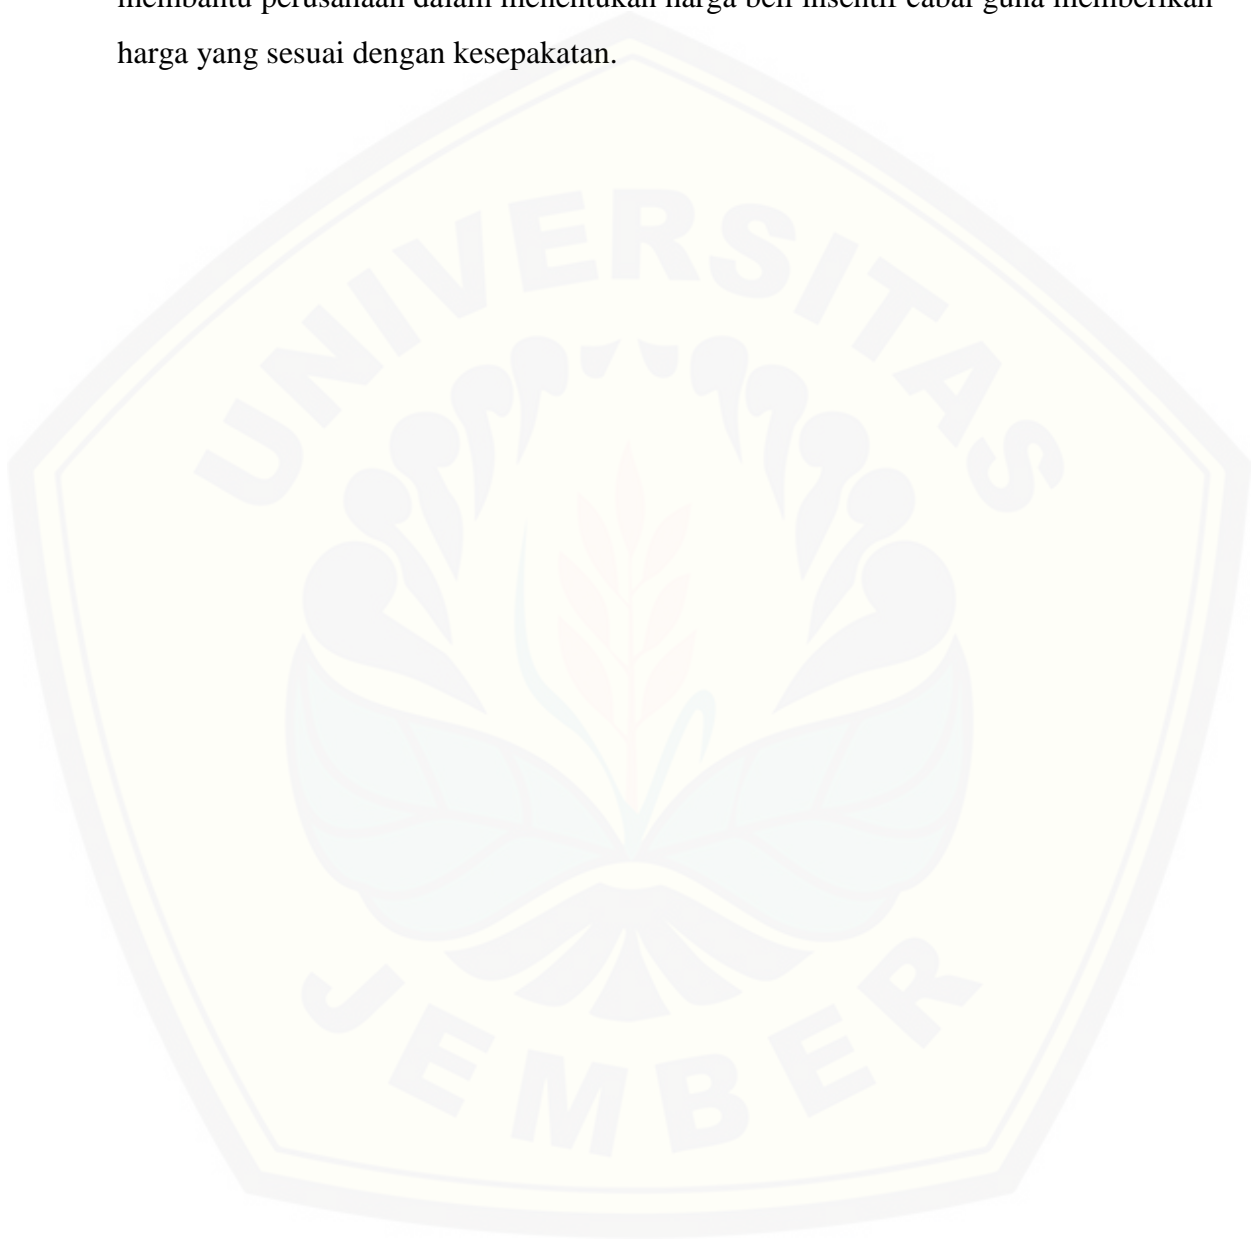 membantu perusahaan dalam menentukan harga beli insentif cabai guna memberikan
harga yang sesuai dengan kesepakatan.
UNIVERSITAS
JEMBER